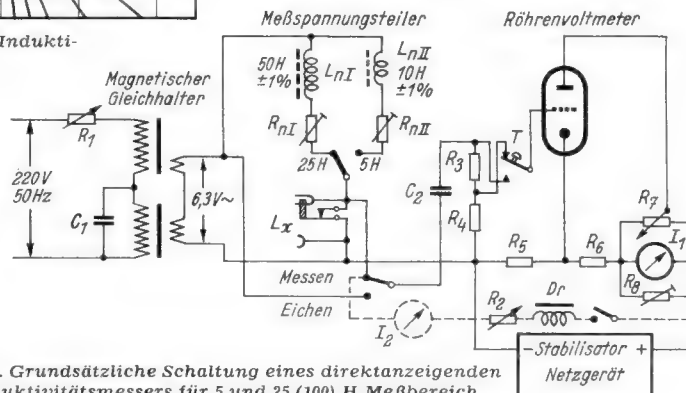 Indukti-
Meßspannungsteiler
Röhrenvoltmeter
Magnetischer
Gleichhalter
R1
220V
50Hz
C1
6,3V~
50H
±1%
LnI
LnII
10H
±1%
RnI
RnII
25H
5H
Lx
C2
R3
R4
T
R5
R6
R7
I1
R8
Messen
Eichen
I2
R2
Dr
-Stabilisator +
Netzgerät
. Grundsätzliche Schaltung eines direktanzeigenden
uktivitätsmessers für 5 und 25 (100) H Meßbereich